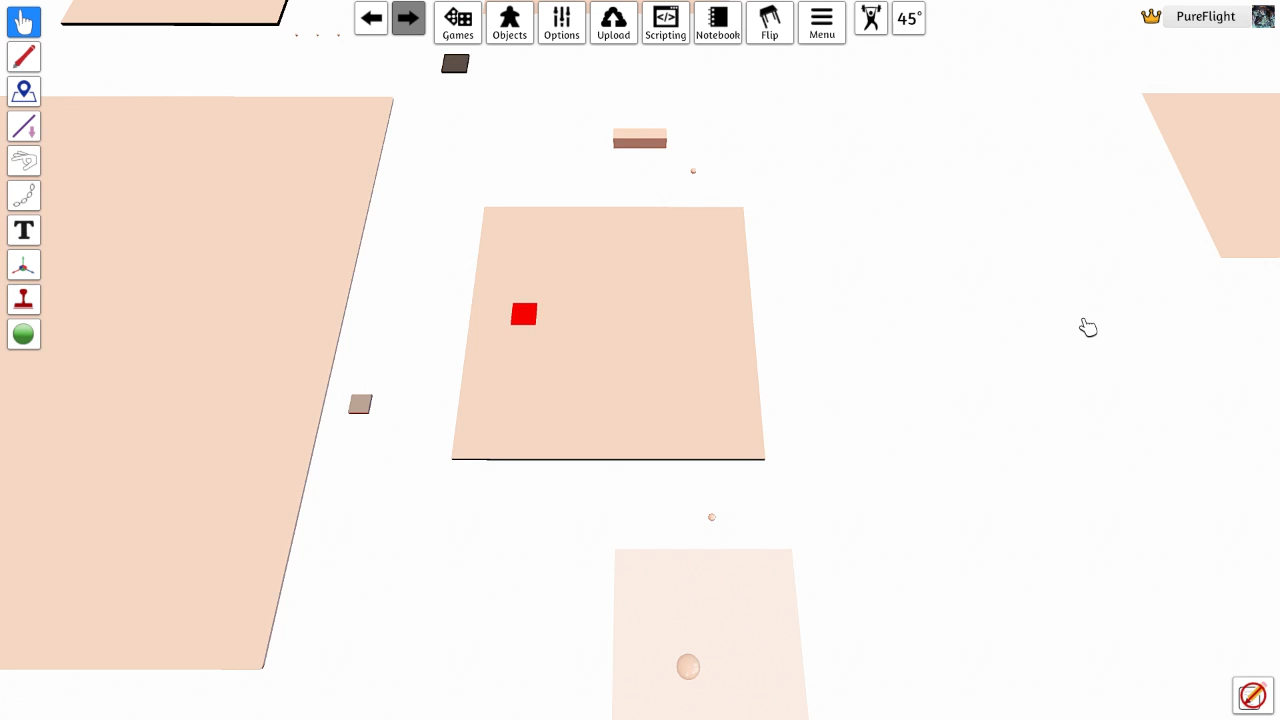 Games
Objects
Options
Upload
Scripting
Notebook
Flip
Menu
45°
PureFlight
T